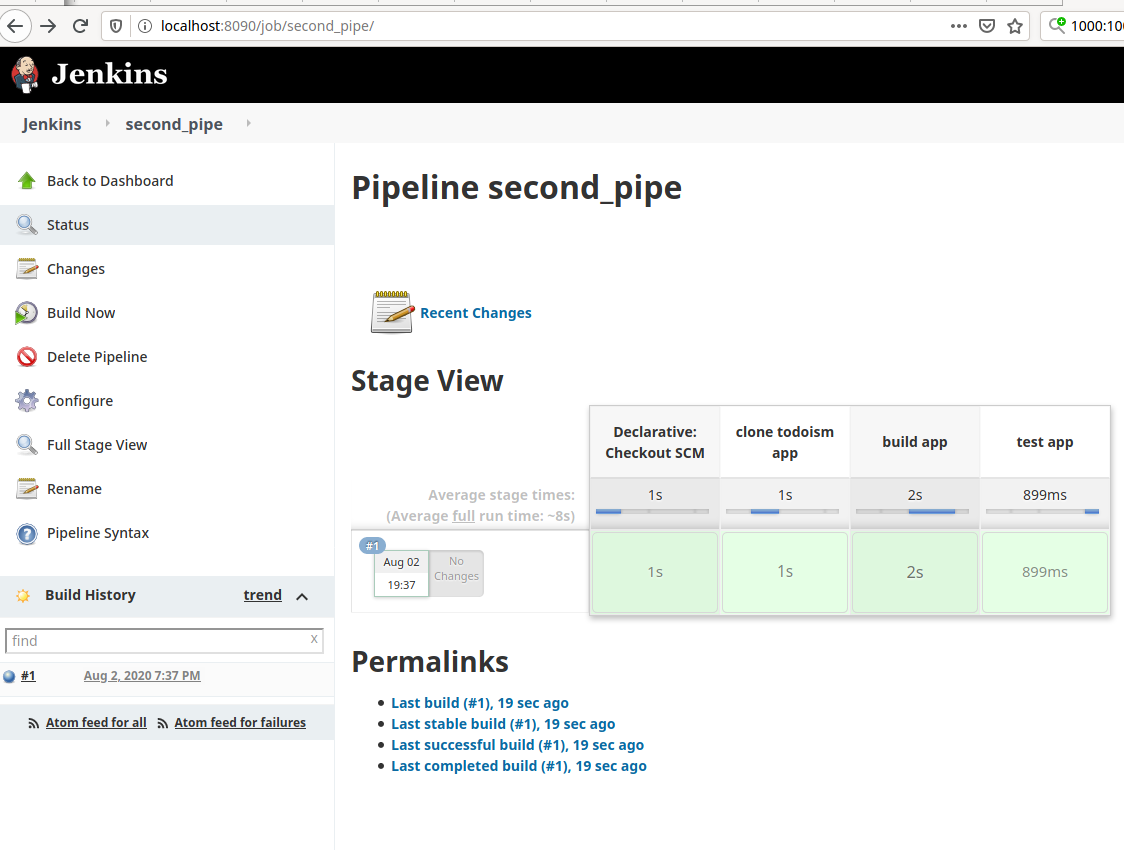 localhost:8090/job/second_pipe/
1000:100
Jenkins
Jenkins
second_pipe
Back to Dashboard
Status
Changes
Build Now
Delete Pipeline
Configure
Full Stage View
Rename
Pipeline Syntax
Build History
trend
find
x
#1
Aug 2, 2020 7:37 PM
Atom feed for all
Atom feed for failures
Pipeline second_pipe
Recent Changes
Stage View
Declarative:
Checkout SCM
clone todoism
app
build app
test app
Average stage times:
(Average full run time: ~8s)
1s
1s
2s
899ms
#1
Aug 02
19:37
No
Changes
1s
1s
2s
899ms
Permalinks
Last build (#1), 19 sec ago
Last stable build (#1), 19 sec ago
Last successful build (#1), 19 sec ago
Last completed build (#1), 19 sec ago